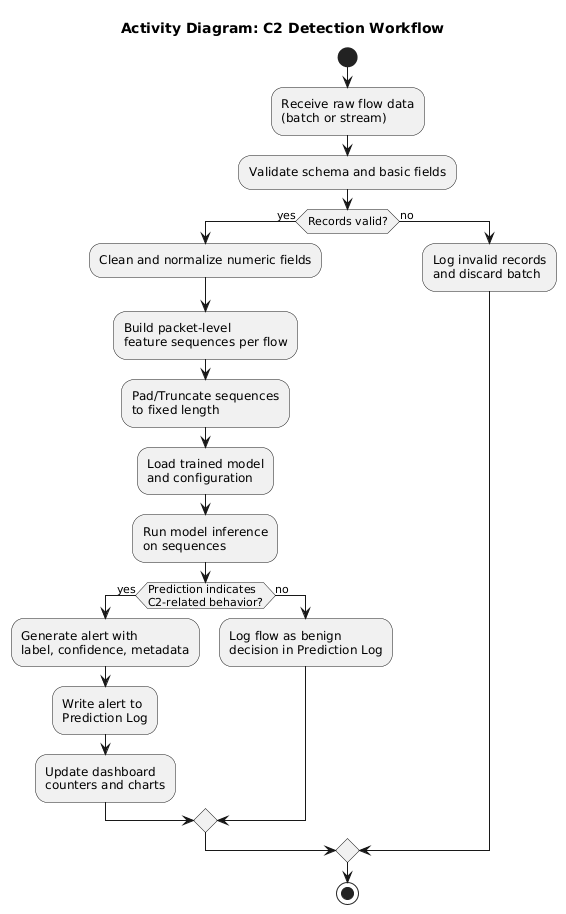 Activity Diagram: C2 Detection Workflow
Receive raw flow data
(batch or stream)
Validate schema and basic fields
yes
Records valid?
no
Clean and normalize numeric fields
Log invalid records
and discard batch
Build packet-level
feature sequences per flow
Pad/Truncate sequences
to fixed length
Load trained model
and configuration
Run model inference
on sequences
yes
Prediction indicates
C2-related behavior?
no
Generate alert with
label, confidence, metadata
Log flow as benign
decision in Prediction Log
Write alert to
Prediction Log
Update dashboard
counters and charts